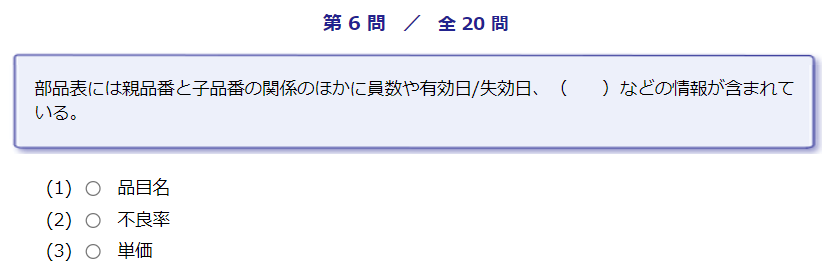 第 6 問 ／ 全 20 問
部品表には親品番と子品番の関係のほかに員数や有効日/失効日、（　　）などの情報が含まれて
いる。
(1) ○ 品目名
(2) ○ 不良率
(3) ○ 単価